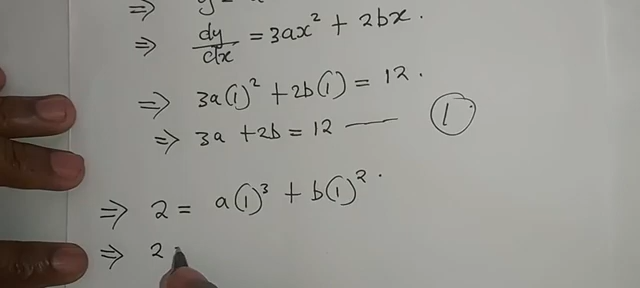 ⇒ y =
⇒ dy/dx = 3ax² + 2bx.
⇒ 3a(1)² + 2b(1) = 12.
⇒ 3a + 2b = 12 — ①
⇒ 2 = a(1)³ + b(1)².
⇒ 2